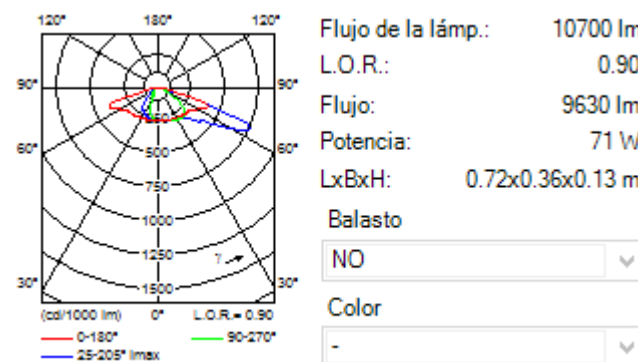 120° 180° 120°
90° 90°
60° 60°
500
750
1000
1250
1500
30° 30°
(cd/1000 lm) 0° L.O.R.= 0.90
0-180° 90-270°
25-205° Imax
Flujo de la lámp.: 10700 lm
L.O.R.: 0.90
Flujo: 9630 lm
Potencia: 71 W
LxBxH: 0.72x0.36x0.13 m
Balasto
NO
Color
-